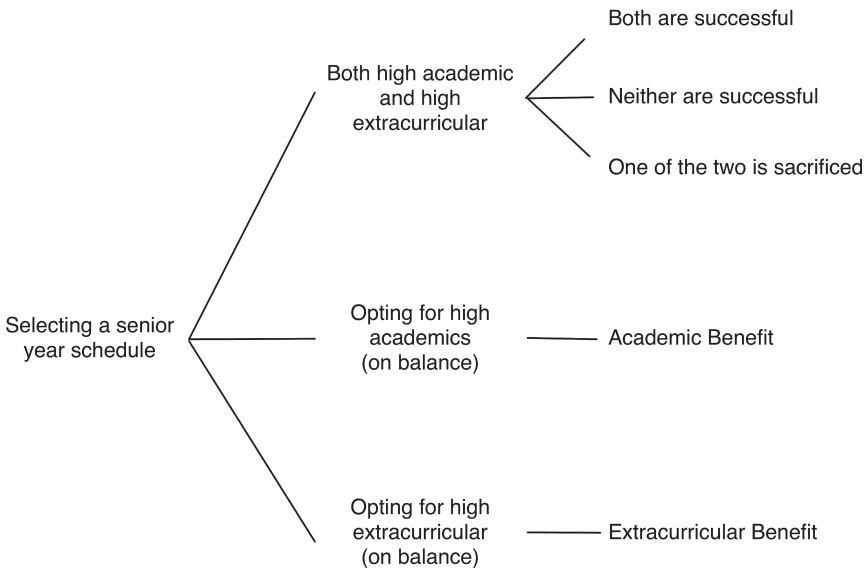 Selecting a senior
year schedule
Both high academic
and high
extracurricular
Both are successful
Neither are successful
One of the two is sacrificed
Opting for high
academics
(on balance)
Academic Benefit
Opting for high
extracurricular
(on balance)
Extracurricular Benefit